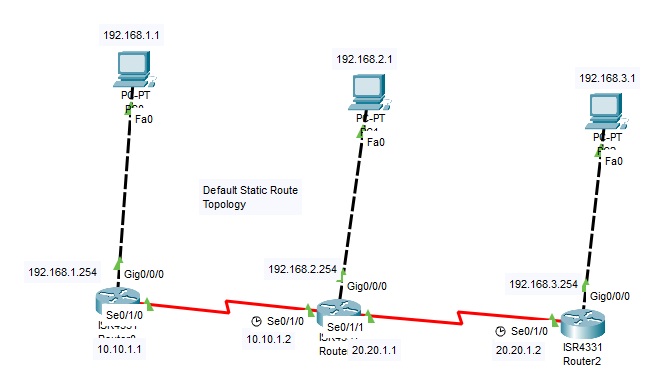 192.168.1.1
192.168.2.1
192.168.3.1
PC-PT
Fa0
PC-PT
Fa0
PC-PT
Fa0
Default Static Route
Topology
192.168.1.254
Gig0/0/0
192.168.2.254
Gig0/0/0
192.168.3.254
Gig0/0/0
Se0/1/0
10.10.1.1
Se0/1/0
10.10.1.2
Se0/1/1
20.20.1.1
Se0/1/0
20.20.1.2
ISR4331
Router2